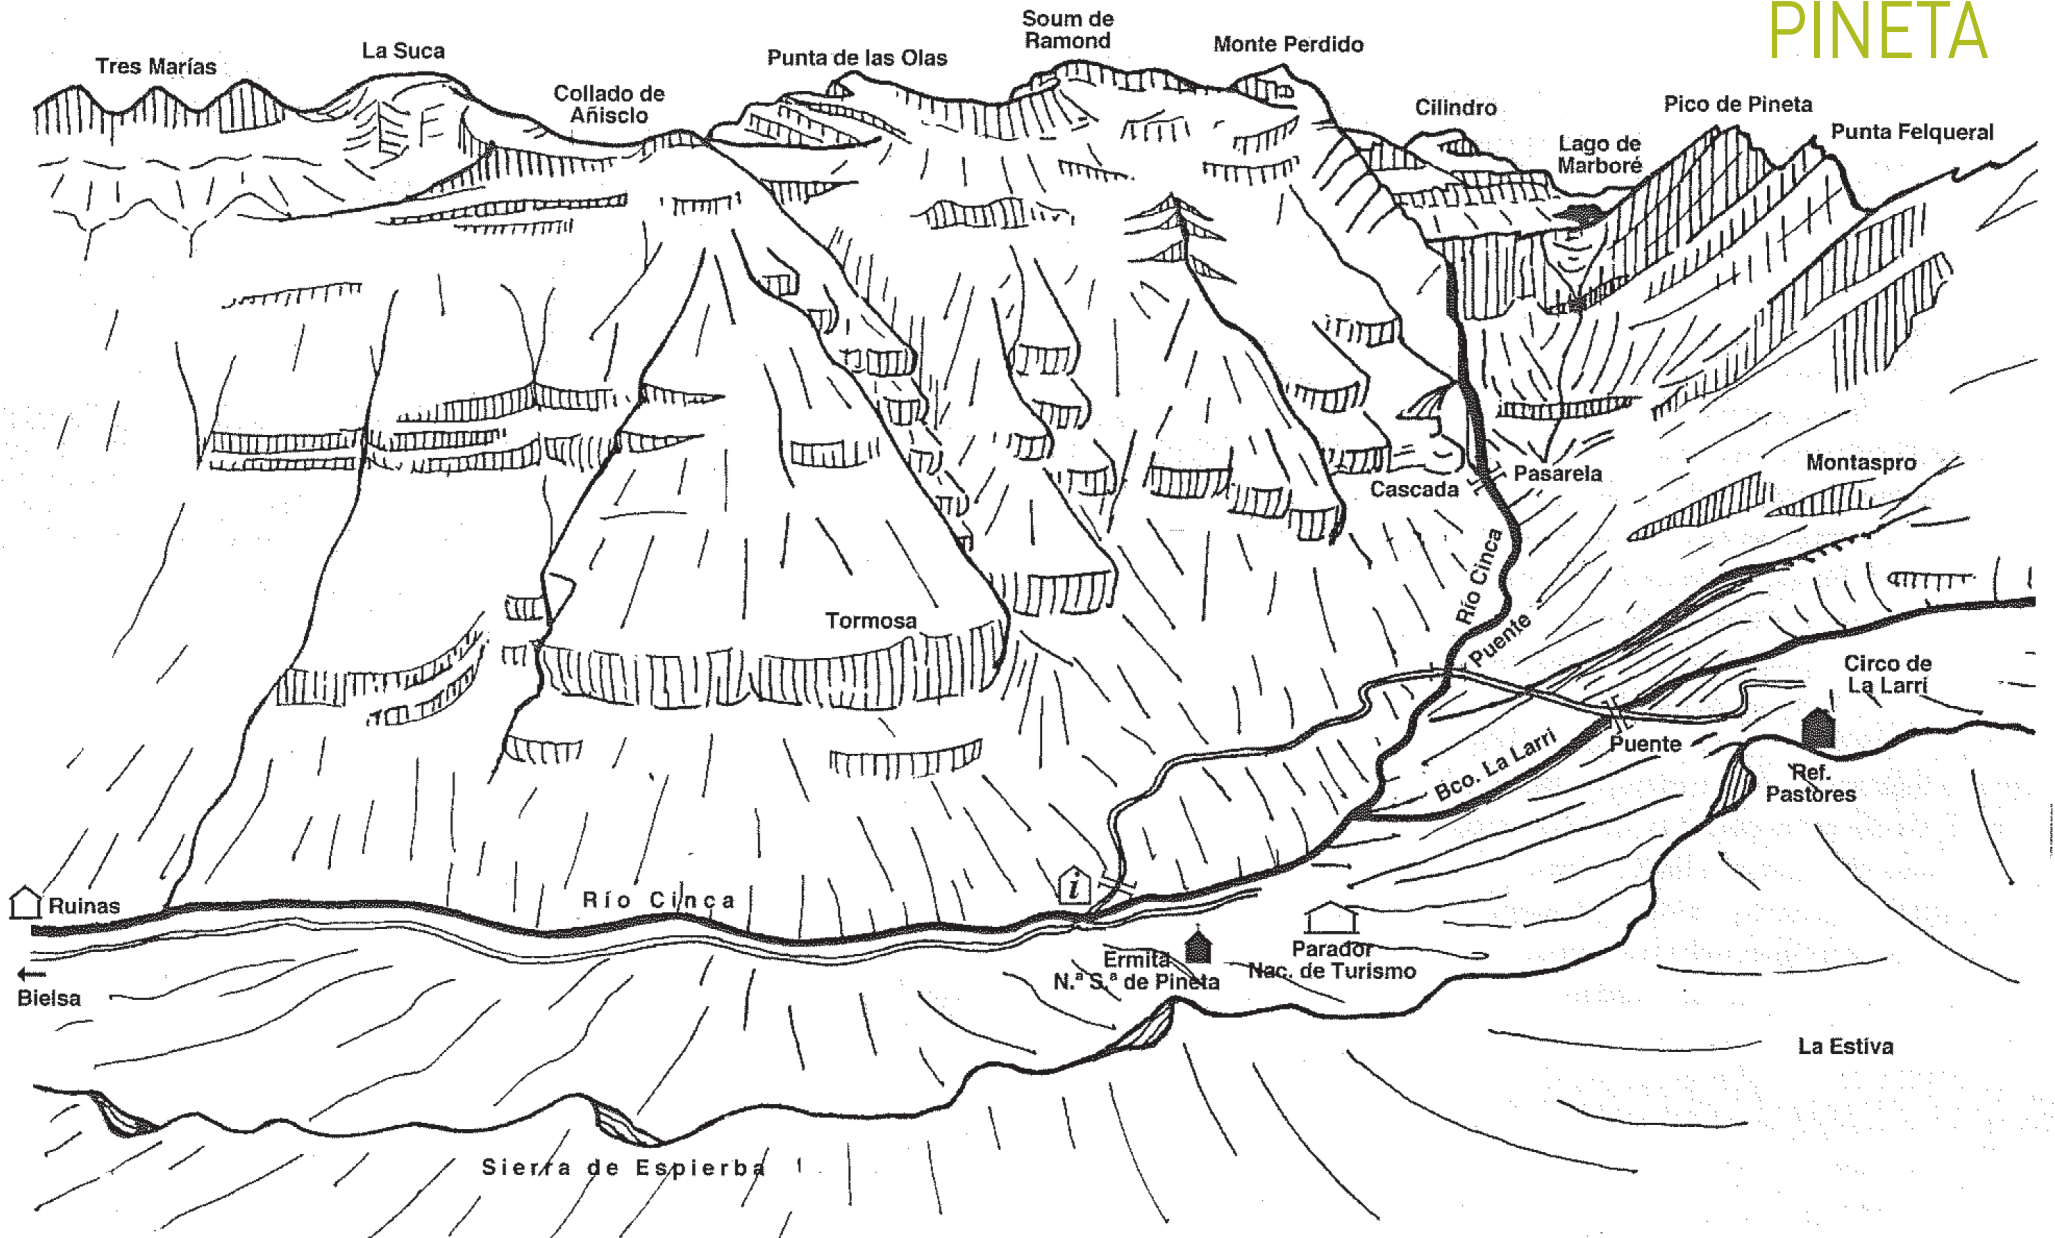 PINETA
Tres Marías
La Suca
Collado de
Añisclo
Punta de las Olas
Soum de
Ramond
Monte Perdido
Cilindro
Lago de
Marboré
Pico de Pineta
Punta Felqueral
Montaspro
Cascada
Pasarela
Río Cinca
Puente
Tormosa
Circo de
La Larri
Puente
Bco. La Larri
Ref.
Pastores
Ruinas
Río Cinca
i
Bielsa
Ermita
N.ª S.ª de Pineta
Parador
Nac. de Turismo
La Estiva
Sierra de Espierba